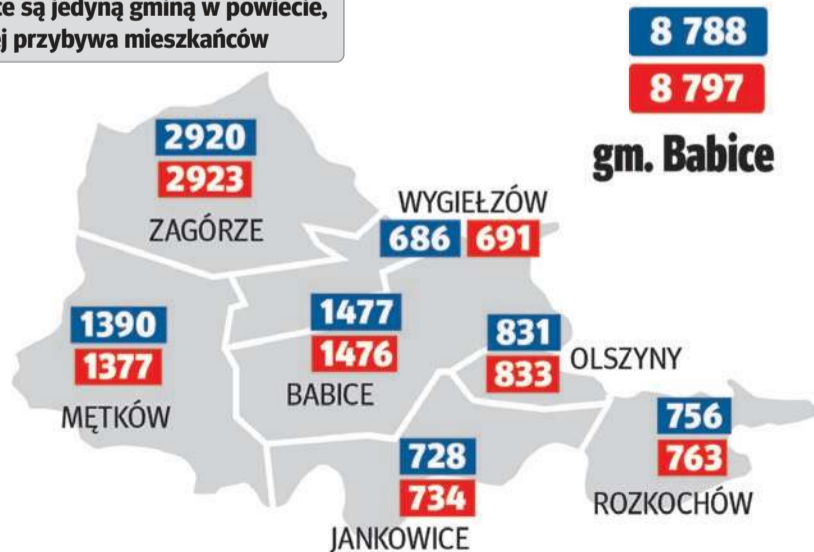 są jedyną gminą w powiecie,
przybywa mieszkańców
8 788
8 797
gm. Babice
2920
2923
ZAGÓRZE
WYGIEŁZÓW
686 691
1390
1377
MĘTKÓW
1477
1476
BABICE
831
833
OLSZYNY
756
763
ROZKOCHÓW
728
734
JANKOWICE